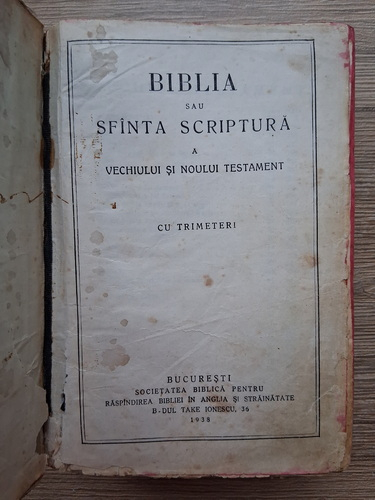 BIBLIA
SAU
SFÎNTA SCRIPTURĂ
A
VECHIULUI ȘI NOULUI TESTAMENT
CU TRIMETERI
BUCUREȘTI
SOCIETATEA BIBLICĂ PENTRU
RĂSPÎNDIREA BIBLIEI ÎN ANGLIA ȘI STRĂINĂTATE
B-DUL TAKE IONESCU, 36
1938